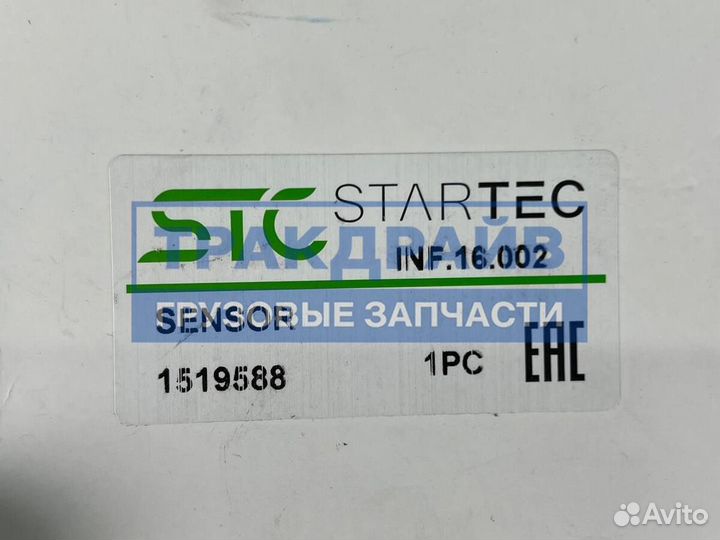 STC STARTEC
ТРАКДРАЙВ
INF.16.002
ГРУЗОВЫЕ ЗАПЧАСТИ
SENSOR
1519588
1PC
EAC
Avito